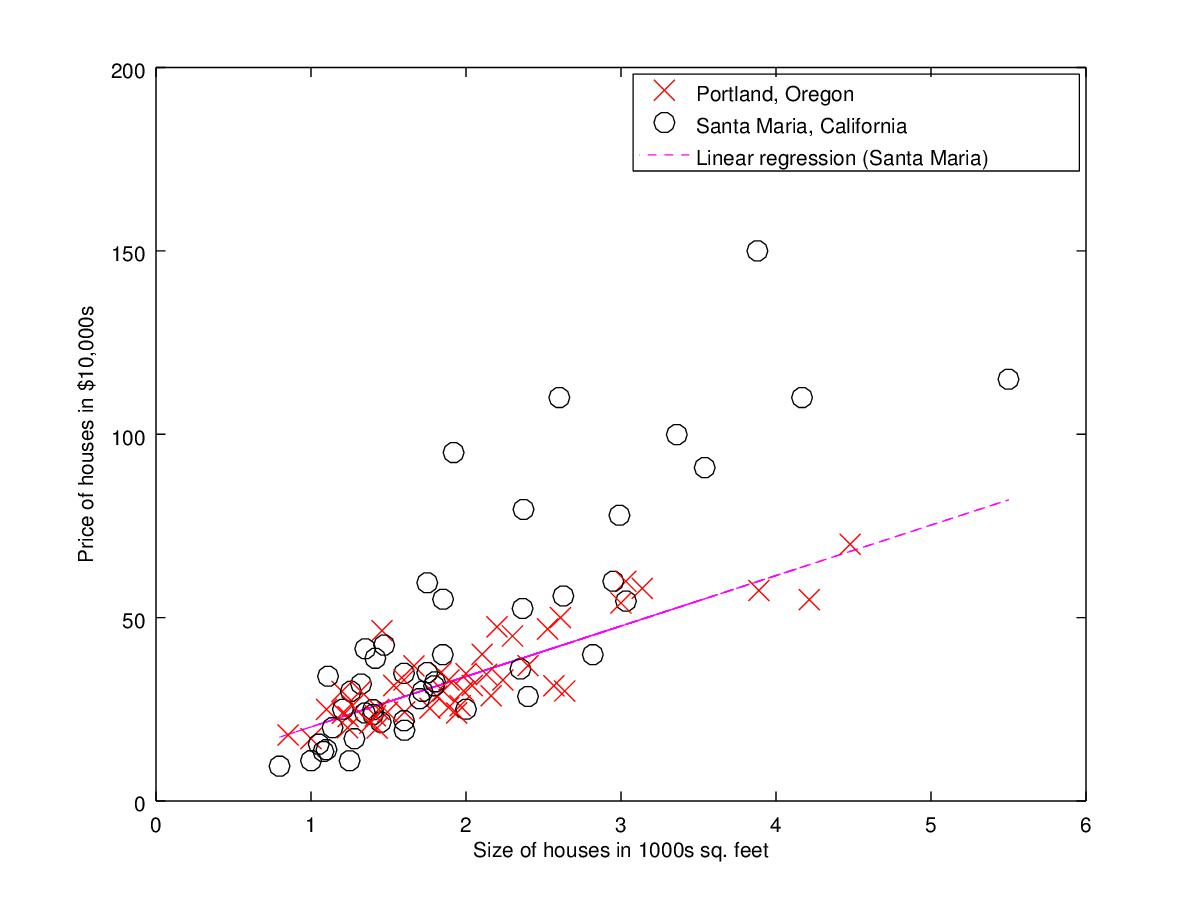 200
150
100
50
0
Price of houses in $10,000s
Portland, Oregon
Santa Maria, California
Linear regression (Santa Maria)
0 1 2 3 4 5 6
Size of houses in 1000s sq. feet